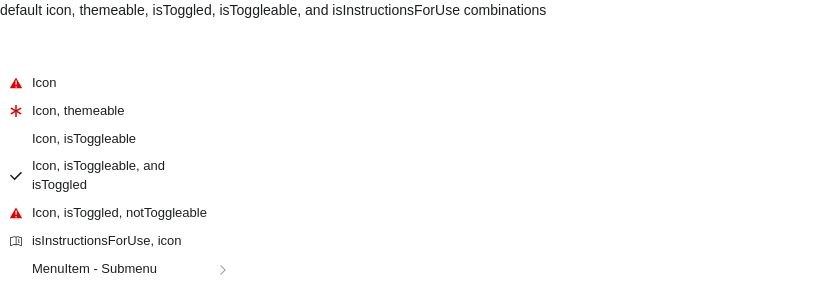 default icon, themeable, isToggled, isToggleable, and isInstructionsForUse combinations
Icon
Icon, themeable
Icon, isToggleable
Icon, isToggleable, and
isToggled
Icon, isToggled, notToggleable
isInstructionsForUse, icon
MenuItem - Submenu